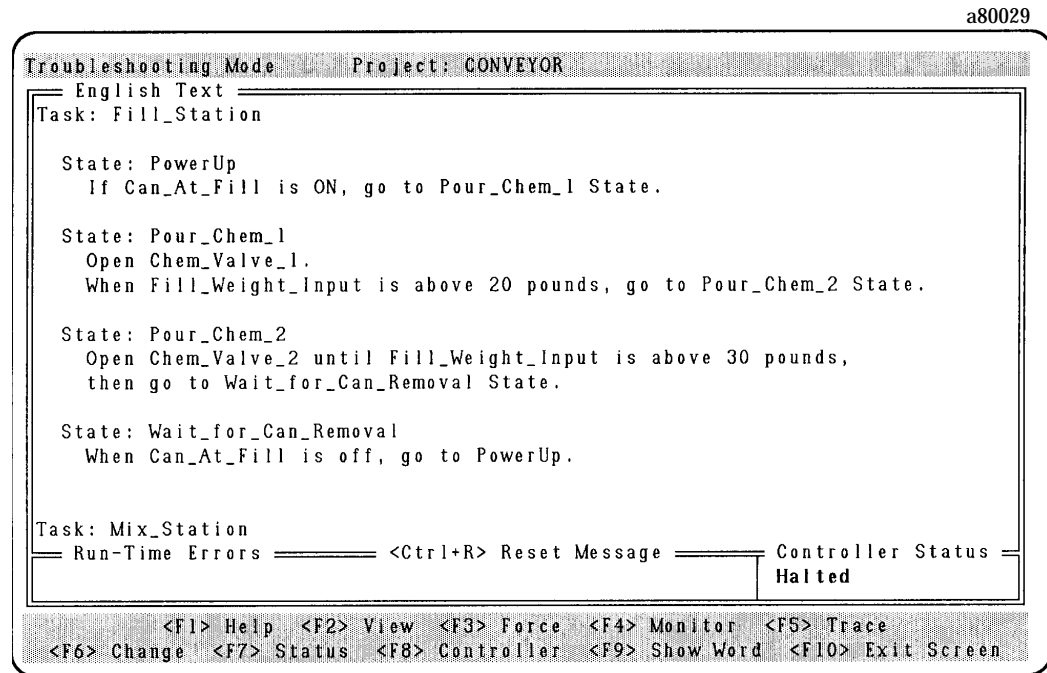 a80029
Troubleshooting Mode Project: CONVEYOR
English Text
Task: Fill_Station
State: PowerUp
If Can_At_Fill is ON, go to Pour_Chem_1 State.
State: Pour_Chem_1
Open Chem_Valve_1.
When Fill_Weight_Input is above 20 pounds, go to Pour_Chem_2 State.
State: Pour_Chem_2
Open Chem_Valve_2 until Fill_Weight_Input is above 30 pounds,
then go to Wait_for_Can_Removal State.
State: Wait_for_Can_Removal
When Can_At_Fill is off, go to PowerUp.
Task: Mix_Station
Run-Time Errors <Ctrl+R> Reset Message Controller Status
Halted
<F1> Help <F2> View <F3> Force <F4> Monitor <F5> Trace
<F6> Change <F7> Status <F8> Controller <F9> Show Word <F10> Exit Screen